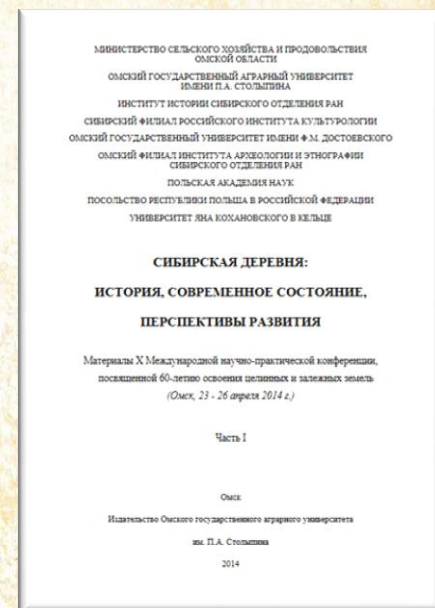 МИНИСТЕРСТВО СЕЛЬСКОГО ХОЗЯЙСТВА И ПРОДОВОЛЬСТВИЯ
ОМСКОЙ ОБЛАСТИ
ОМСКИЙ ГОСУДАРСТВЕННЫЙ АГРАРНЫЙ УНИВЕРСИТЕТ
ИМЕНИ П.А. СТОЛЫПИНА
ИНСТИТУТ ИСТОРИИ СИБИРСКОГО ОТДЕЛЕНИЯ РАН
СИБИРСКИЙ ФИЛИАЛ РОССИЙСКОГО ИНСТИТУТА КУЛЬТУРОЛОГИИ
ОМСКИЙ ГОСУДАРСТВЕННЫЙ УНИВЕРСИТЕТ ИМЕНИ Ф.М. ДОСТОЕВСКОГО
ОМСКИЙ ФИЛИАЛ ИНСТИТУТА АРХЕОЛОГИИ И ЭТНОГРАФИИ
СИБИРСКОГО ОТДЕЛЕНИЯ РАН
ПОЛЬСКАЯ АКАДЕМИЯ НАУК
ПОСОЛЬСТВО РЕСПУБЛИКИ ПОЛЬША В РОССИЙСКОЙ ФЕДЕРАЦИИ
УНИВЕРСИТЕТ ЯНА КОХАНОВСКОГО В КЕЛЬЦЕ
СИБИРСКАЯ ДЕРЕВНЯ:
ИСТОРИЯ, СОВРЕМЕННОЕ СОСТОЯНИЕ,
ПЕРСПЕКТИВЫ РАЗВИТИЯ
Материалы X Международной научно-практической конференции,
посвященной 60-летию освоения целинных и залежных земель
(Омск, 23 - 26 апреля 2014 г.)
Часть I
Омск
Издательство Омского государственного аграрного университета
им. П.А. Столыпина
2014